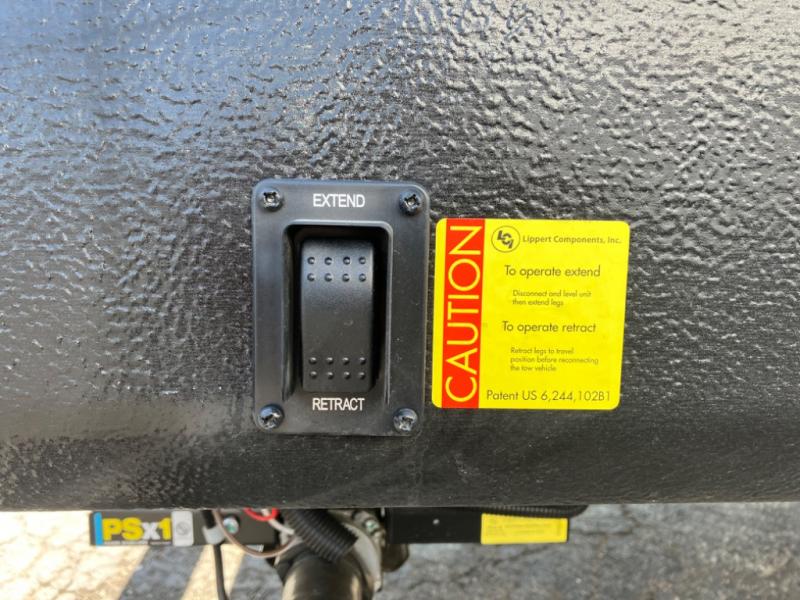 EXTEND
RETRACT
CAUTION
LCI
Lippert Components, Inc.
To operate extend
Disconnect and level unit
then extend legs
To operate retract
Retract legs to travel
position before reconnecting
the tow vehicle
Patent US 6,244,102B1
PSx1